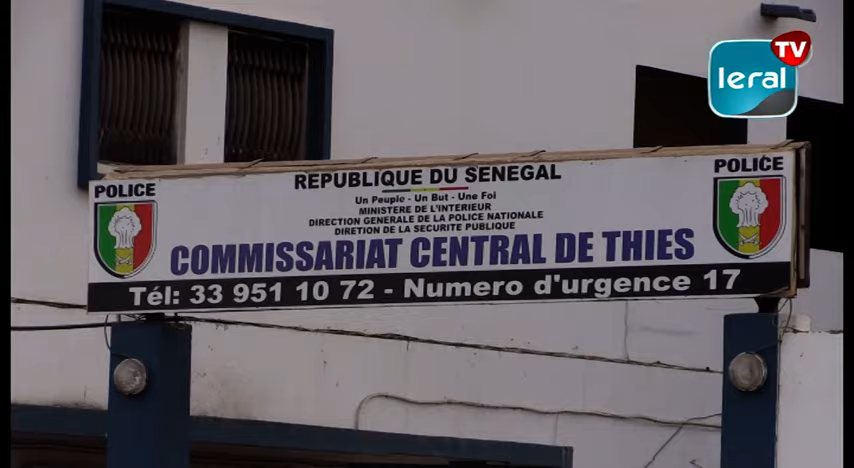 leral TV
POLICE
REPUBLIQUE DU SENEGAL
Un Peuple - Un But - Une Foi
MINISTERE DE L'INTERIEUR
DIRECTION GENERALE DE LA POLICE NATIONALE
DIRETION DE LA SECURITE PUBLIQUE
COMMISSARIAT CENTRAL DE THIES
POLICE
Tél: 33 951 10 72 - Numero d'urgence 17